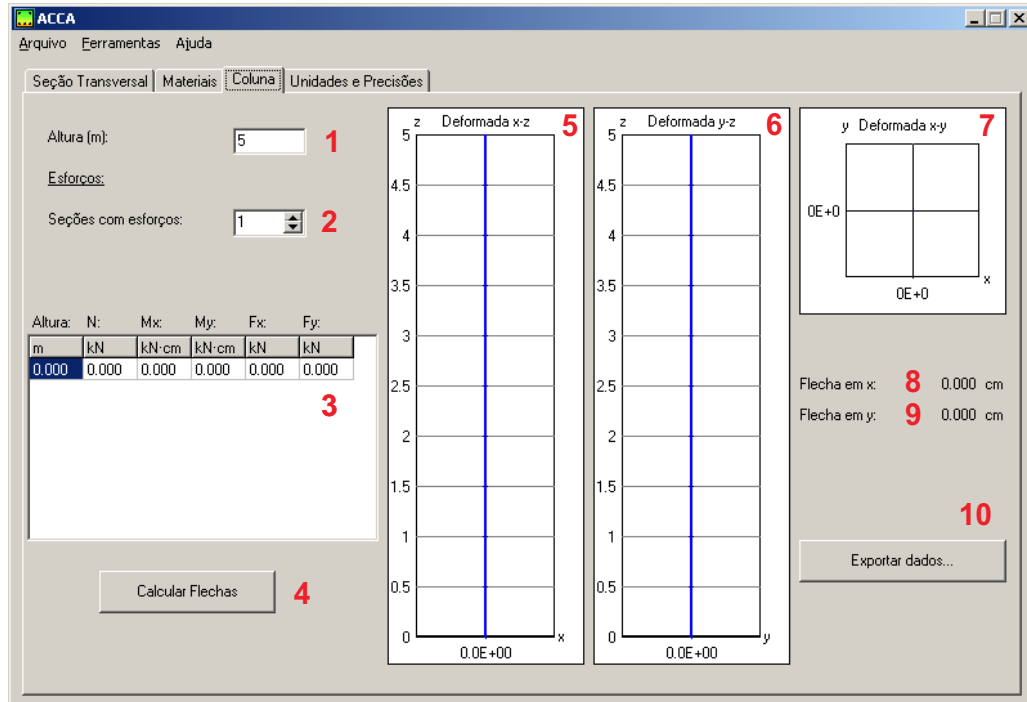 ACCA
Arquivo Ferramentas Ajuda
Seção Transversal Materiais Coluna Unidades e Precisões
Altura (m): 5 1
Esforços:
Seções com esforços: 1 2
Altura: N: Mx: My: Fx: Fy:
m kN kN·cm kN·cm kN kN
0.000 0.000 0.000 0.000 0.000 0.000
3
Calcular Flechas 4
z Deformada x-z 5
5
4.5
4
3.5
3
2.5
2
1.5
1
0.5
0 x
0.0E+00
z Deformada y-z 6
5
4.5
4
3.5
3
2.5
2
1.5
1
0.5
0 y
0.0E+00
y Deformada x-y 7
0E+0
x
0E+0
Flecha em x: 8 0.000 cm
Flecha em y: 9 0.000 cm
10
Exportar dados...